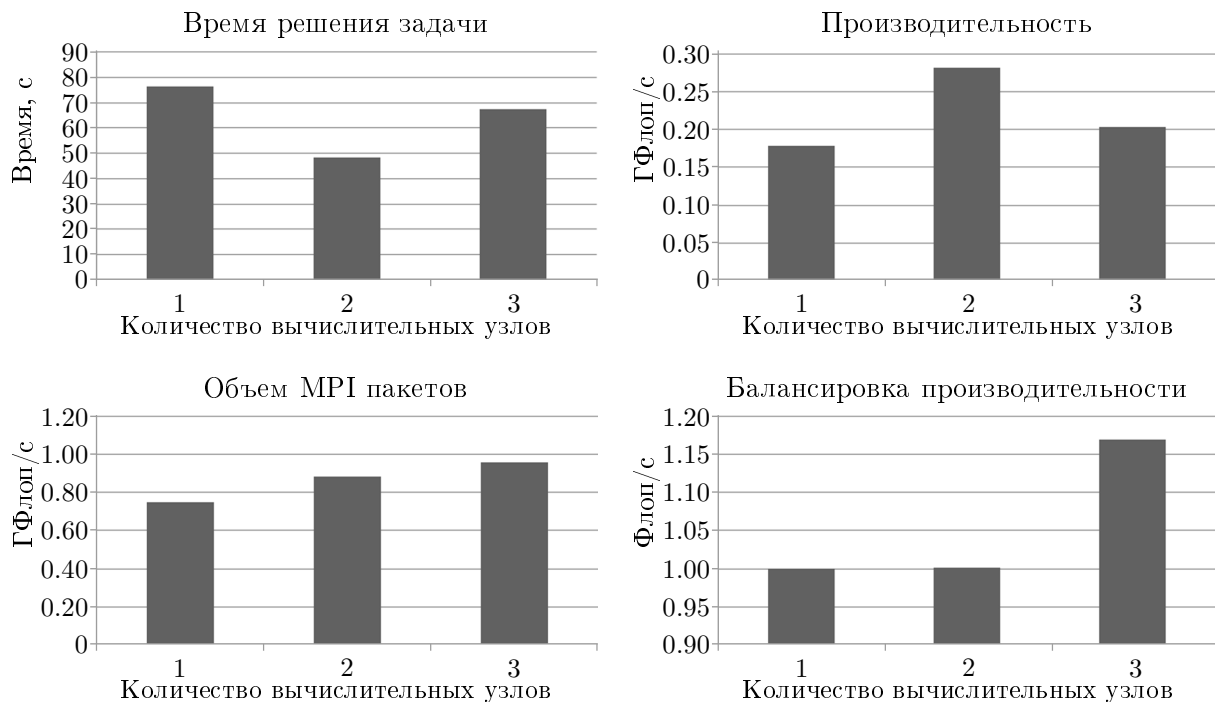 Время решения задачи
Время, с
90
80
70
60
50
40
30
20
10
0
1 2 3
Количество вычислительных узлов
Производительность
ГФлоп/с
0.30
0.25
0.20
0.15
0.10
0.05
0
1 2 3
Количество вычислительных узлов
Объем MPI пакетов
ГФлоп/с
1.20
1.00
0.80
0.60
0.40
0.20
0
1 2 3
Количество вычислительных узлов
Балансировка производительности
Флоп/с
1.20
1.15
1.10
1.05
1.00
0.95
0.90
1 2 3
Количество вычислительных узлов